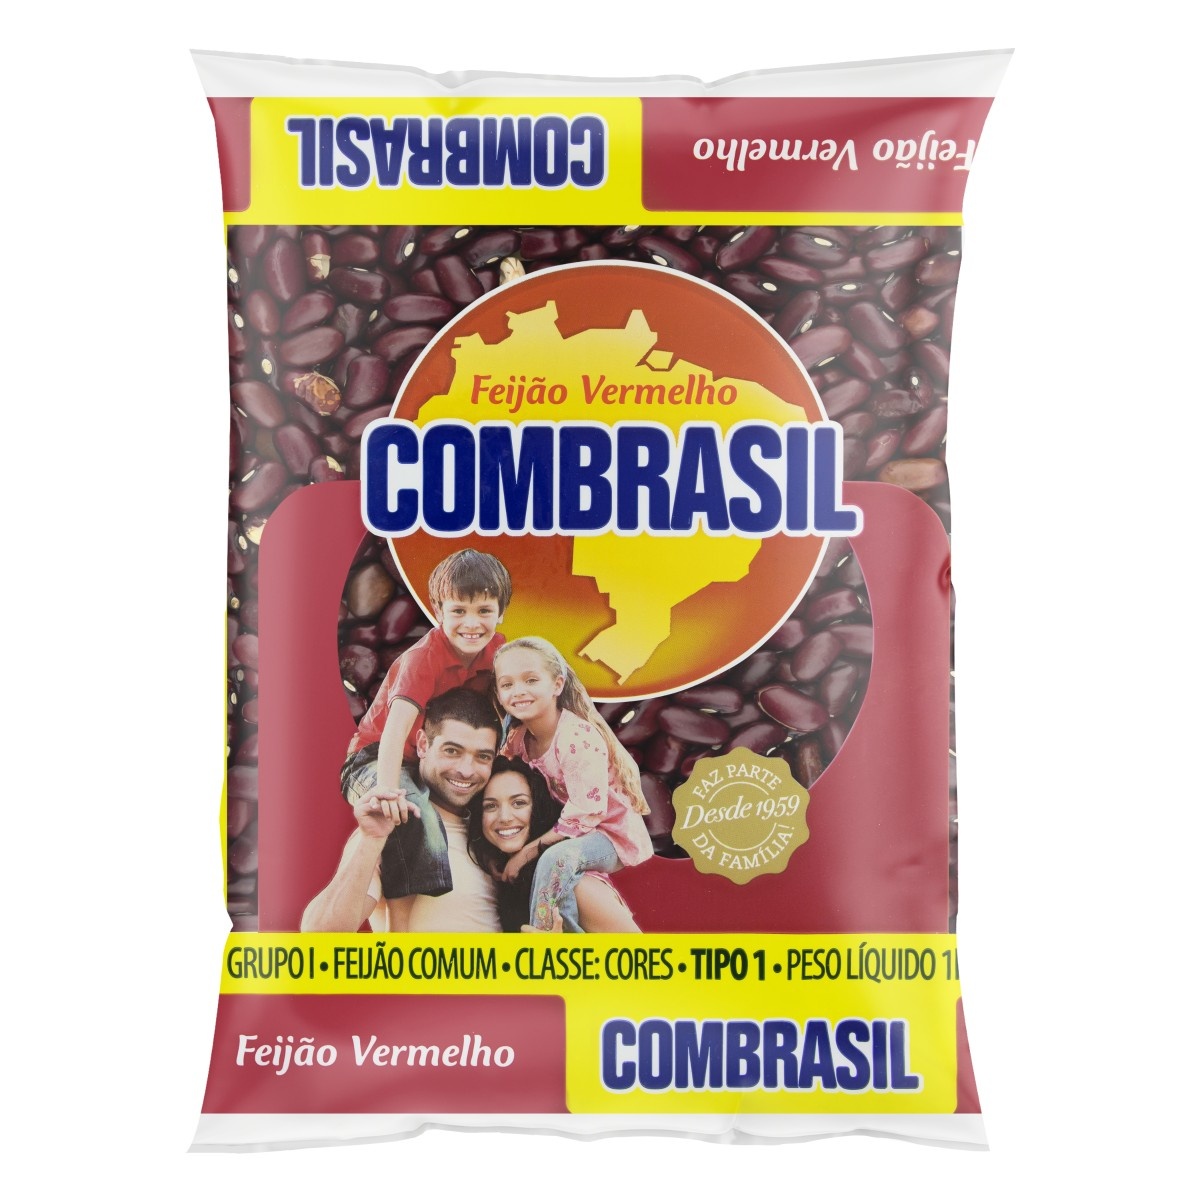 COMBRASIL
Feijão Vermelho
Feijão Vermelho
COMBRASIL
FAZ PARTE
Desde 1959
DA FAMÍLIA!
GRUPO I • FEIJÃO COMUM • CLASSE: CORES • TIPO 1 • PESO LÍQUIDO
Feijão Vermelho
COMBRASIL